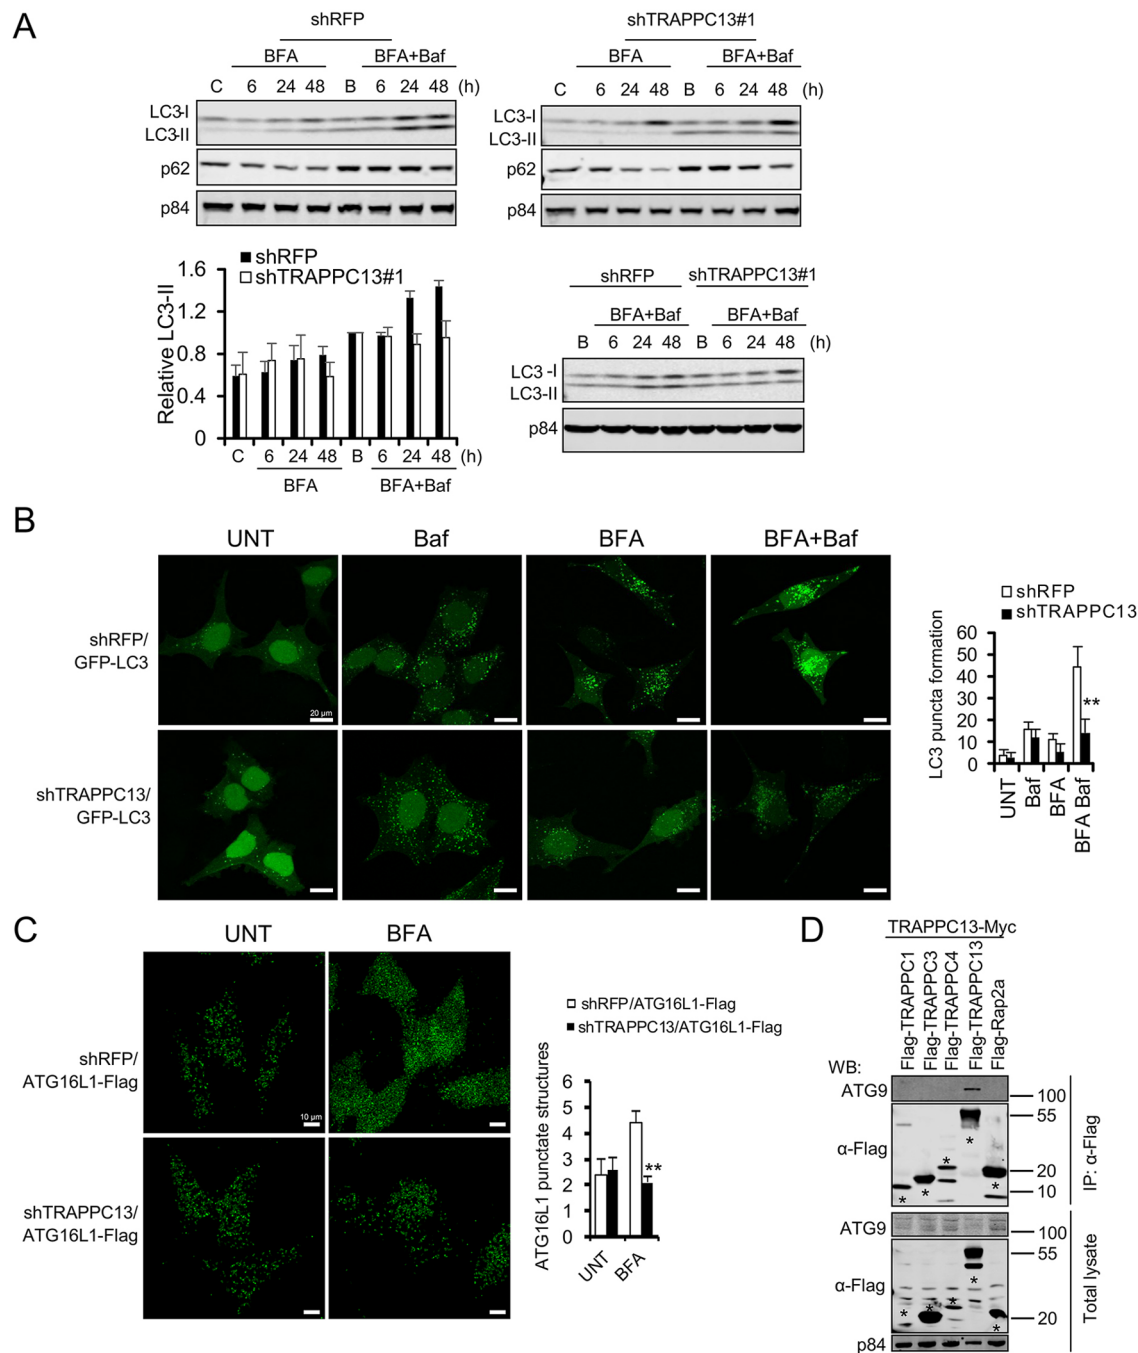 A
shRFP
BFA BFA+Baf
C 6 24 48 B 6 24 48 (h)
LC3-I
LC3-II
p62
p84
shTRAPPC13#1
BFA BFA+Baf
C 6 24 48 B 6 24 48 (h)
LC3-I
LC3-II
p62
p84
shRFP
shTRAPPC13#1
Relative LC3-II
1.6
1.2
0.8
0.4
0
C 6 24 48 B 6 24 48 (h)
BFA BFA+Baf
shRFP shTRAPPC13#1
BFA+Baf BFA+Baf
B 6 24 48 B 6 24 48 (h)
LC3 -I
LC3-II
p84
B
UNT Baf BFA BFA+Baf
shRFP/
GFP-LC3
20 µm
shTRAPPC13/
GFP-LC3
shRFP
shTRAPPC13
LC3 puncta formation
60
50
40
30
20
10
0
**
UNT
Baf
BFA
BFA Baf
C
UNT BFA
shRFP/
ATG16L1-Flag
10 µm
shTRAPPC13/
ATG16L1-Flag
shRFP/ATG16L1-Flag
shTRAPPC13/ATG16L1-Flag
ATG16L1 punctate structures
6
5
4
3
2
1
0
**
UNT
BFA
D
TRAPPC13-Myc
Flag-TRAPPC1
Flag-TRAPPC3
Flag-TRAPPC4
Flag-TRAPPC13
Flag-Rap2a
WB:
ATG9 100
α-Flag 55
20
10
* * * * *
IP: α-Flag
ATG9 100
α-Flag 55
20
* * * * *
p84
Total lysate